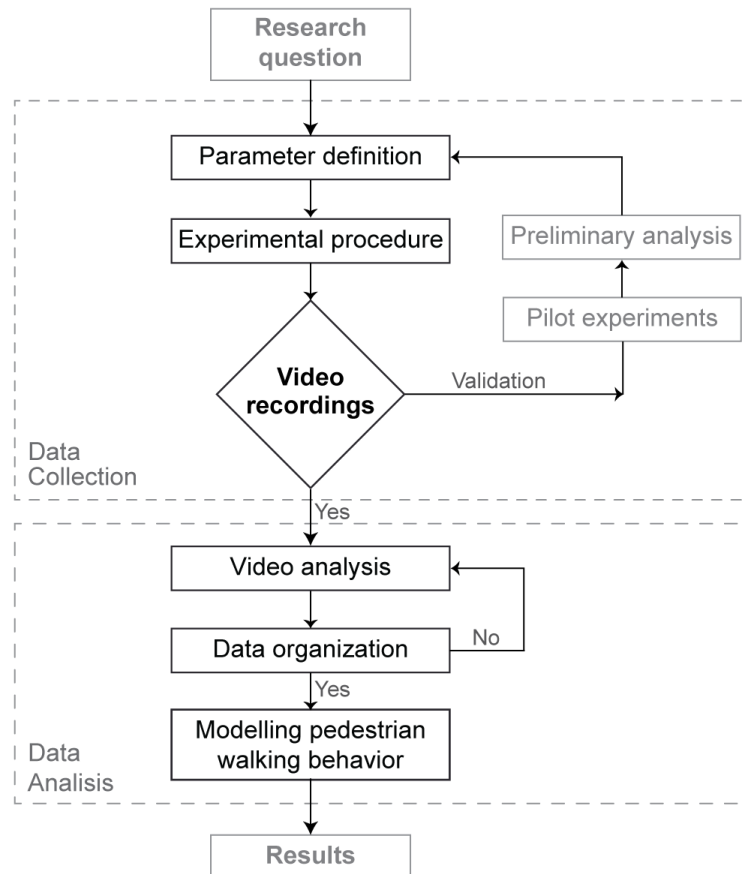 Research
question
Parameter definition
Experimental procedure
Preliminary analysis
Pilot experiments
Video
recordings
Validation
Data
Collection
Yes
Video analysis
Data organization
No
Yes
Modelling pedestrian
walking behavior
Data
Analisis
Results